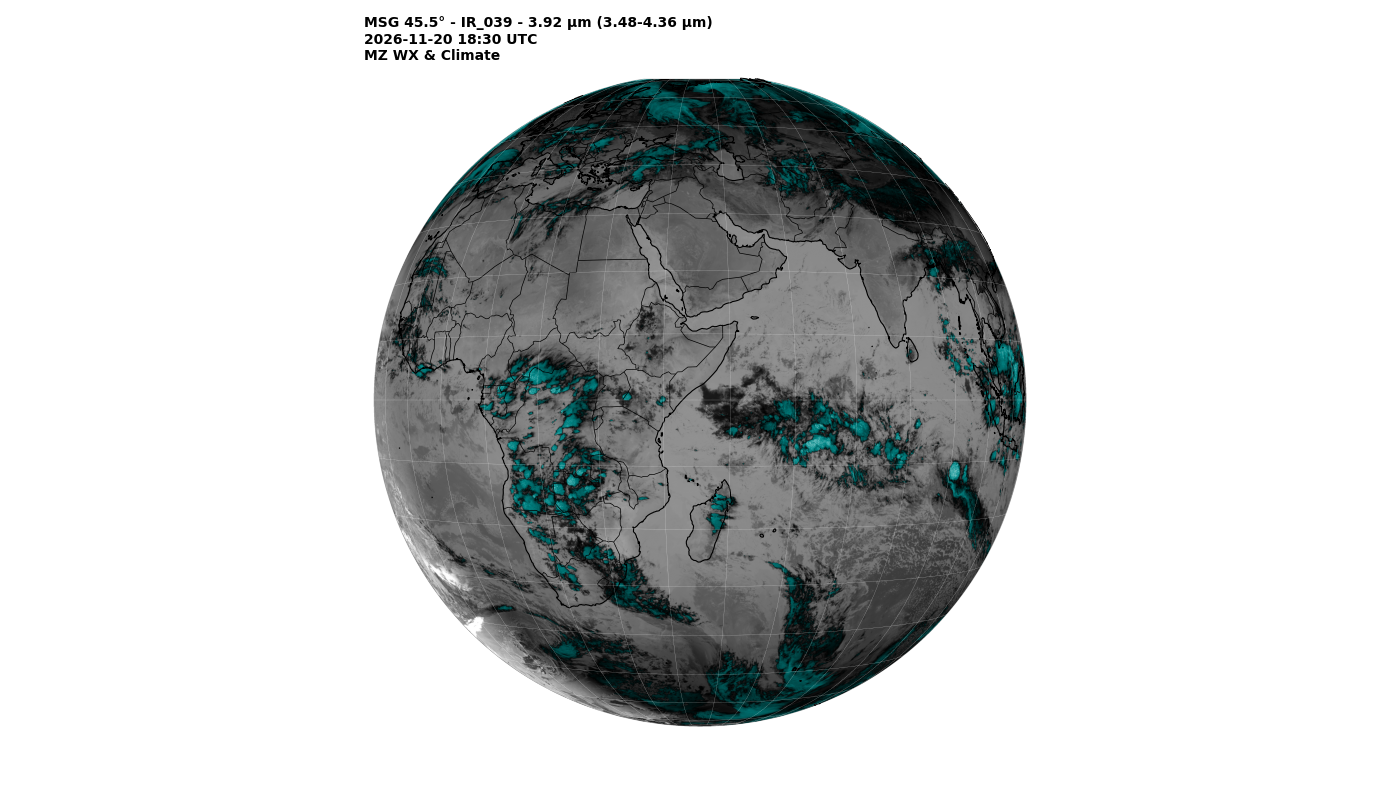 MSG 45.5° - IR_039 - 3.92 µm (3.48-4.36 µm)
2026-11-20 18:30 UTC
MZ WX & Climate